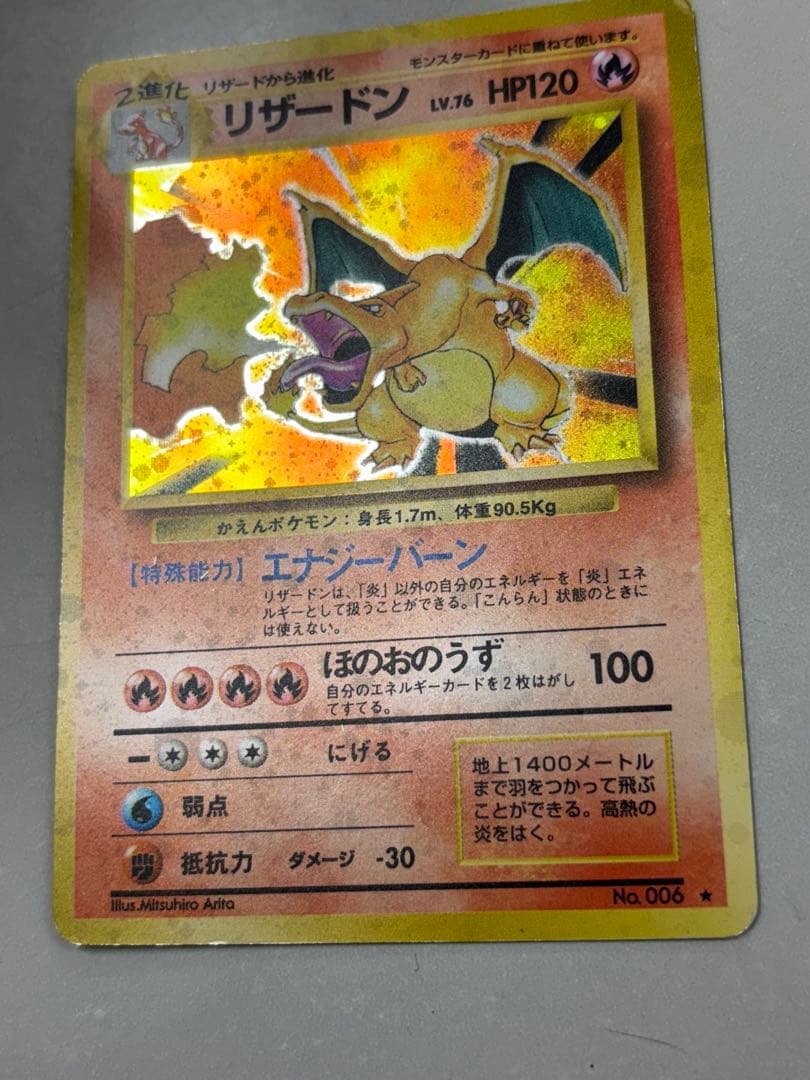 モンスターカードに重ねて使います。
2進化 リザードから進化
リザードン LV.76 HP120
かえんポケモン：身長1.7m、体重90.5Kg
【特殊能力】エナジーバーン
リザードンは、「炎」以外の自分のエネルギーを「炎」エネ
ルギーとして扱うことができる。「こんらん」状態のときに
は使えない。
ほのおのうず 100
自分のエネルギーカードを2枚はがし
てすてる。
にげる
弱点
抵抗力 ダメージ -30
地上1400メートル
まで羽をつかって飛ぶ
ことができる。高熱の
炎をはく。
Illus.Mitsuhiro Arita
No.006 ★